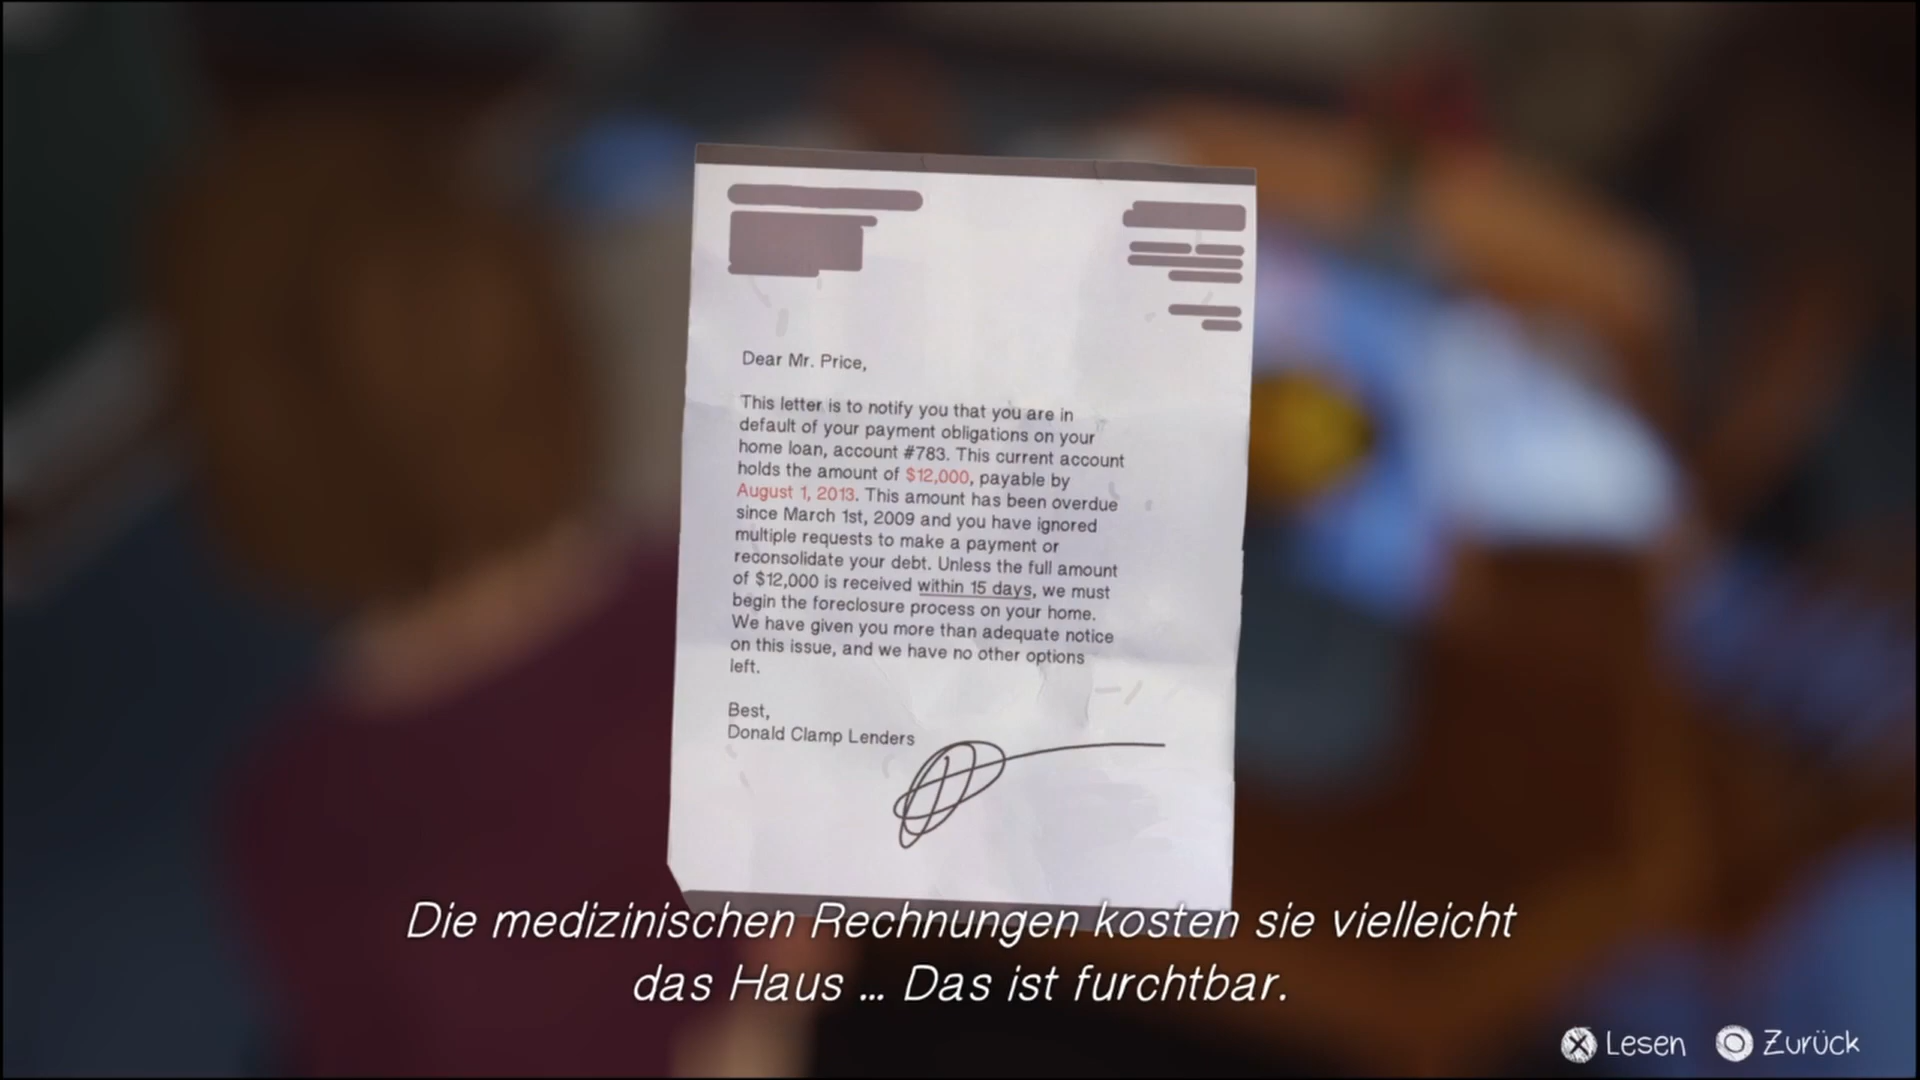 Dear Mr. Price,
This letter is to notify you that you are in
default of your payment obligations on your
home loan, account #783. This current account
holds the amount of $12,000, payable by
August 1, 2013. This amount has been overdue
since March 1st, 2009 and you have ignored
multiple requests to make a payment or
reconsolidate your debt. Unless the full amount
of $12,000 is received within 15 days, we must
begin the foreclosure process on your home.
We have given you more than adequate notice
on this issue, and we have no other options
left.
Best,
Donald Clamp Lenders
Die medizinischen Rechnungen kosten sie vielleicht
das Haus ... Das ist furchtbar.
Lesen Zurück